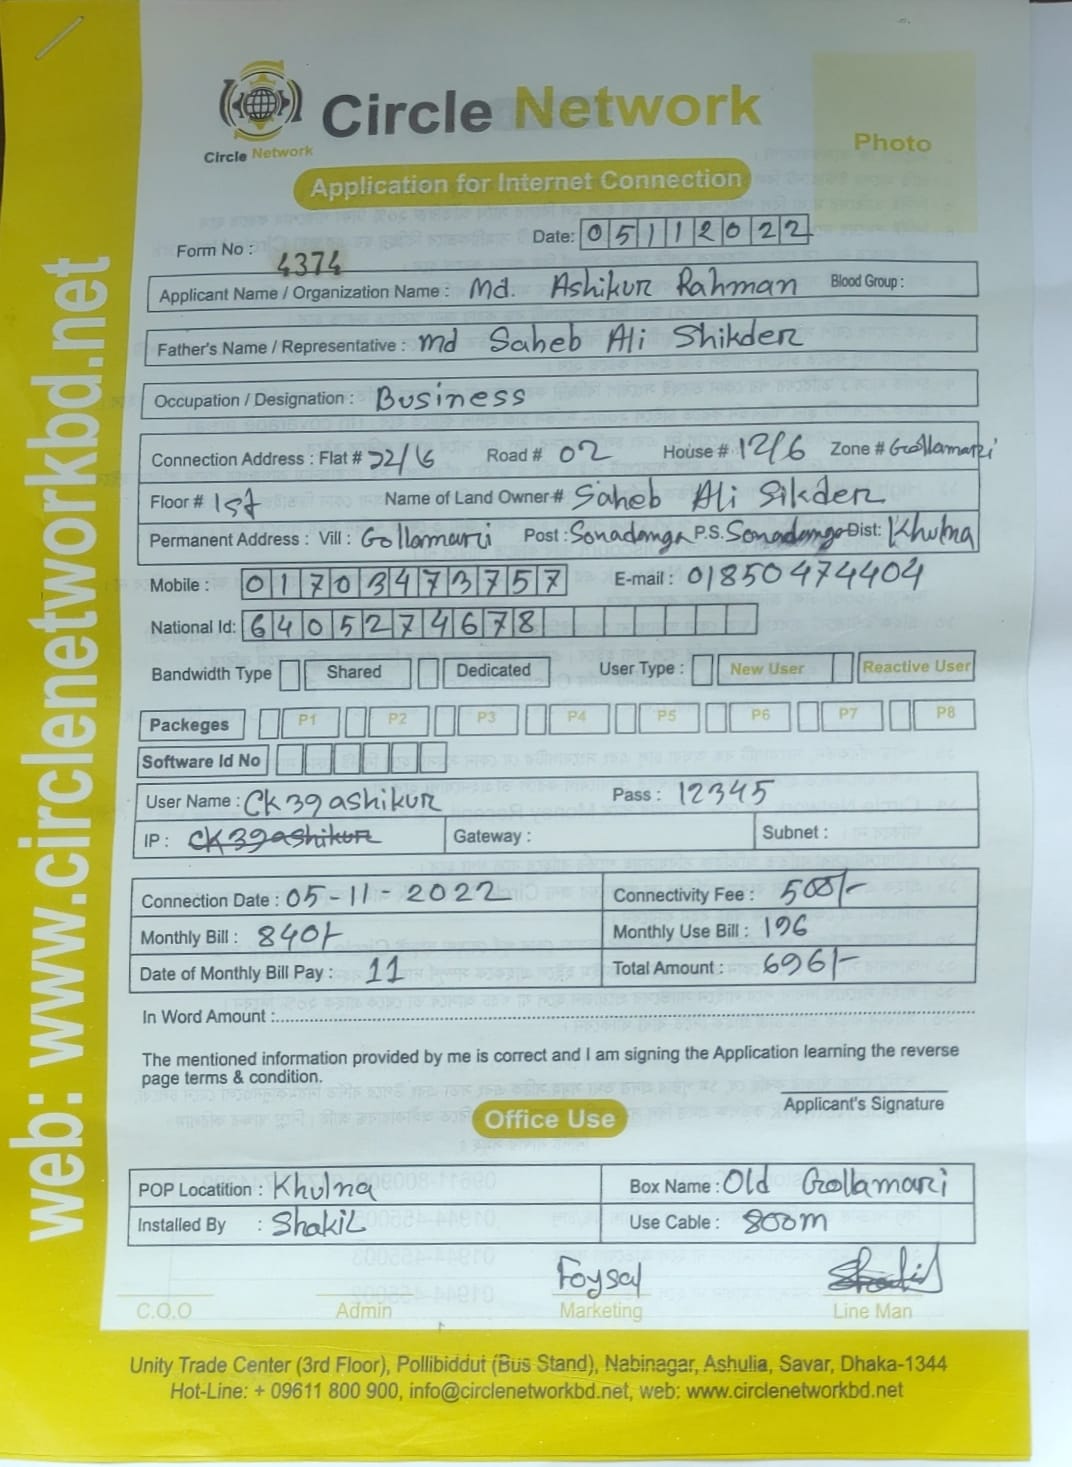 Circle Network
Circle Network
Photo
Application for Internet Connection
Form No : 4374
Date: 05112022
Applicant Name / Organization Name : Md. Ashikur Rahman Blood Group :
Father's Name / Representative : Md Saheb Ali Shikder
Occupation / Designation : Business
Connection Address : Flat # 22/6 Road # 02 House # 12/6 Zone # Gollamari
Floor # 1st Name of Land Owner # Saheb Ali Sikder
Permanent Address : Vill : Gollamari Post : Sonadanga P.S. Sonadanga Dist: Khulna
Mobile : 01703473757 E-mail : 01850474404
National Id: 6405274678
Bandwidth Type Shared Dedicated User Type : New User Reactive User
Packeges P1 P2 P3 P4 P5 P6 P7 P8
Software Id No
User Name : CK39ashikur Pass : 12345
IP : CK39ashikur Gateway : Subnet :
Connection Date : 05-11-2022 Connectivity Fee : 500/-
Monthly Bill : 840/- Monthly Use Bill : 196
Date of Monthly Bill Pay : 11 Total Amount : 696/-
In Word Amount :
The mentioned information provided by me is correct and I am signing the Application learning the reverse
page terms & condition.
Applicant's Signature
Office Use
POP Locatition : Khulna Box Name : Old Gollamari
Installed By : Shakil Use Cable : 800m
Foysal Shakil
C.O.O Admin Marketing Line Man
Unity Trade Center (3rd Floor), Pollibiddut (Bus Stand), Nabinagar, Ashulia, Savar, Dhaka-1344
Hot-Line: + 09611 800 900, info@circlenetworkbd.net, web: www.circlenetworkbd.net
web: www.circlenetworkbd.net